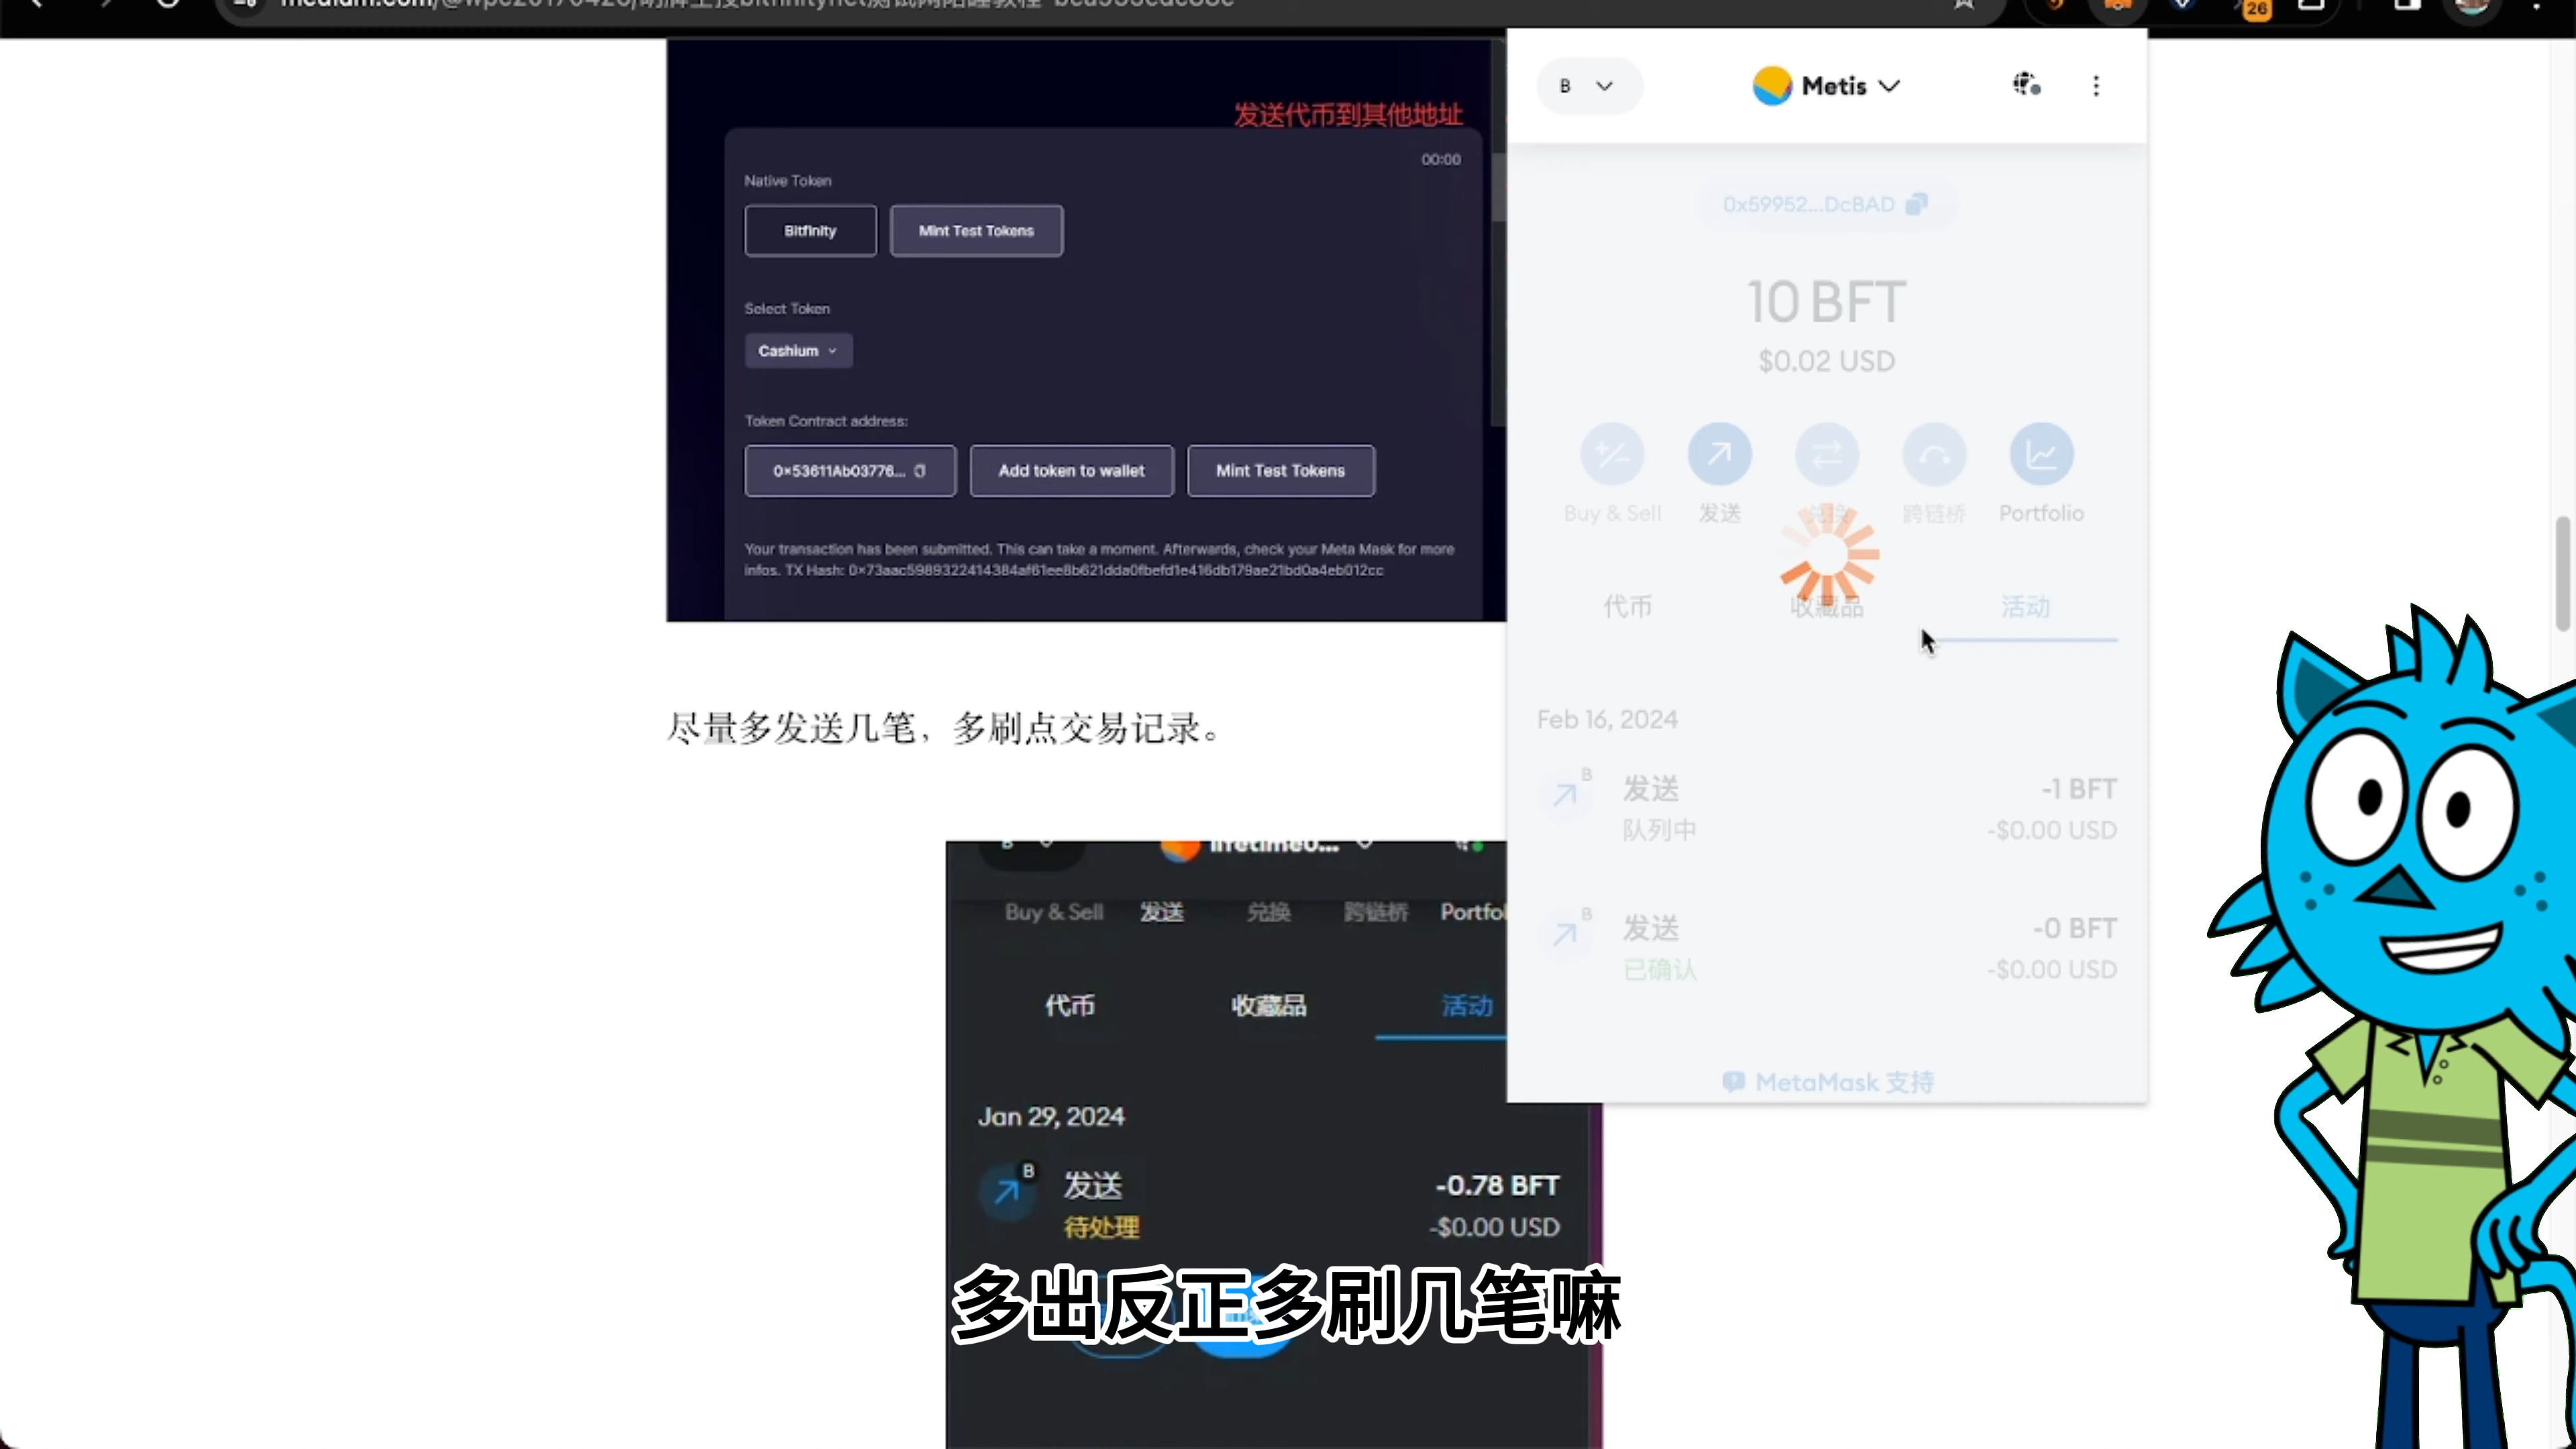 26
发送代币到其他地址
00:00
Native Token
Bitfinity
Mint Test Tokens
Select Token
Cashium
Token Contract address:
0x53611Ab03776...
Add token to wallet
Mint Test Tokens
Your transaction has been submitted. This can take a moment. Afterwards, check your Meta Mask for more
infos. TX Hash: 0x73aac5989322414384af61ee8b621dda0fbefd1e416db179ae21bd0a4eb012cc
尽量多发送几笔，多刷点交易记录。
Buy & Sell
发送
兑换
跨链桥
代币
收藏品
活动
Jan 29, 2024
B
发送
-0.78 BFT
待处理
-$0.00 USD
B
Metis
0x59952...DcBAD
10 BFT
$0.02 USD
Buy & Sell
发送
兑换
跨链桥
Portfolio
代币
收藏品
活动
Feb 16, 2024
B
发送
-1 BFT
队列中
-$0.00 USD
B
发送
-0 BFT
已确认
-$0.00 USD
MetaMask 支持
多出反正多刷几笔嘛